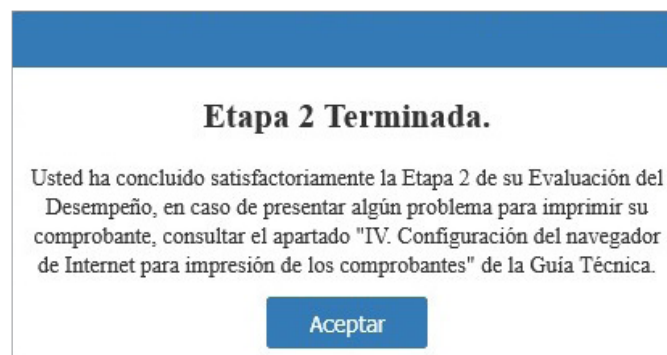 Etapa 2 Terminada.
Usted ha concluido satisfactoriamente la Etapa 2 de su Evaluación del
Desempeño, en caso de presentar algún problema para imprimir su
comprobante, consultar el apartado "IV. Configuración del navegador
de Internet para impresión de los comprobantes" de la Guía Técnica.
Aceptar